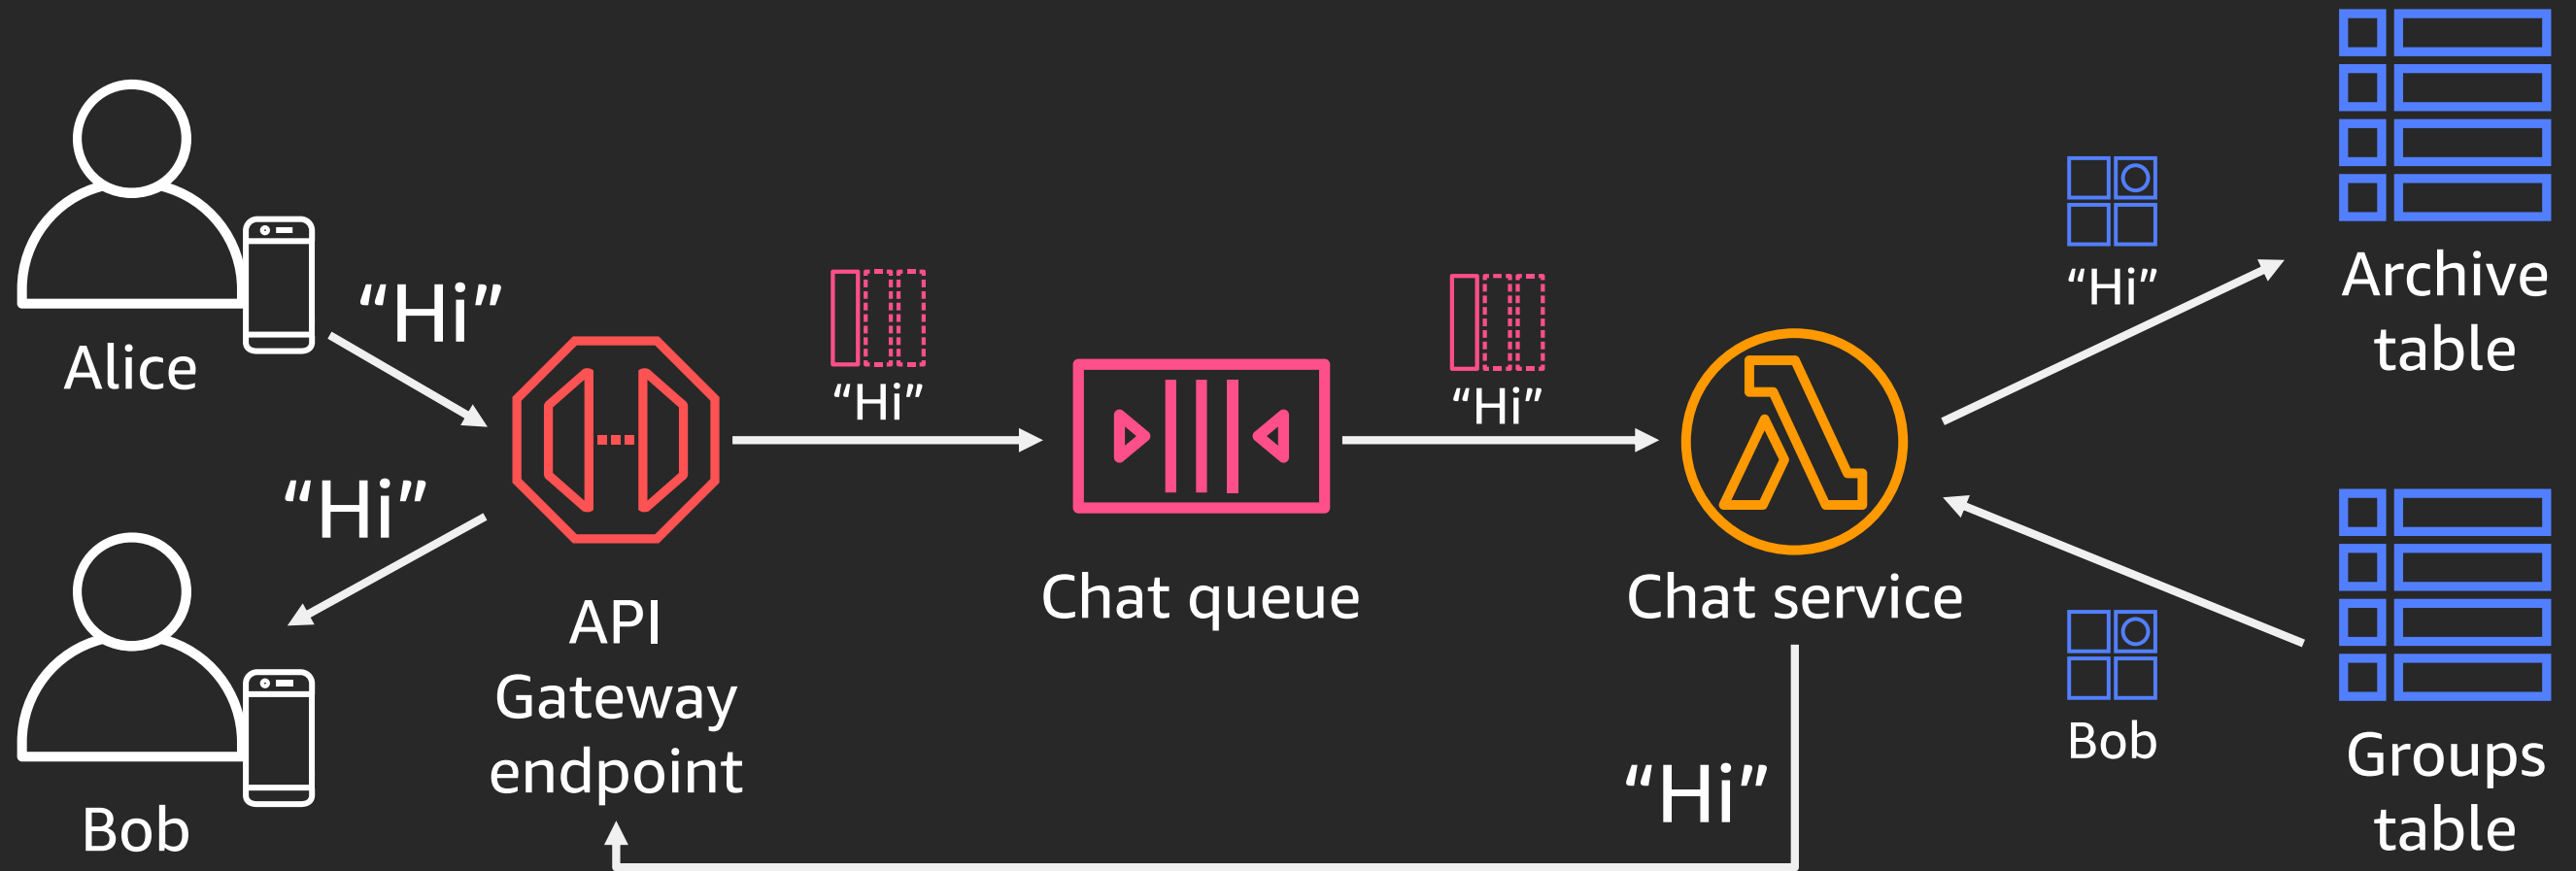 Alice
“Hi”
“Hi”
Bob
API
Gateway
endpoint
“Hi”
Chat queue
“Hi”
Chat service
“Hi”
“Hi”
Archive
table
Bob
Groups
table